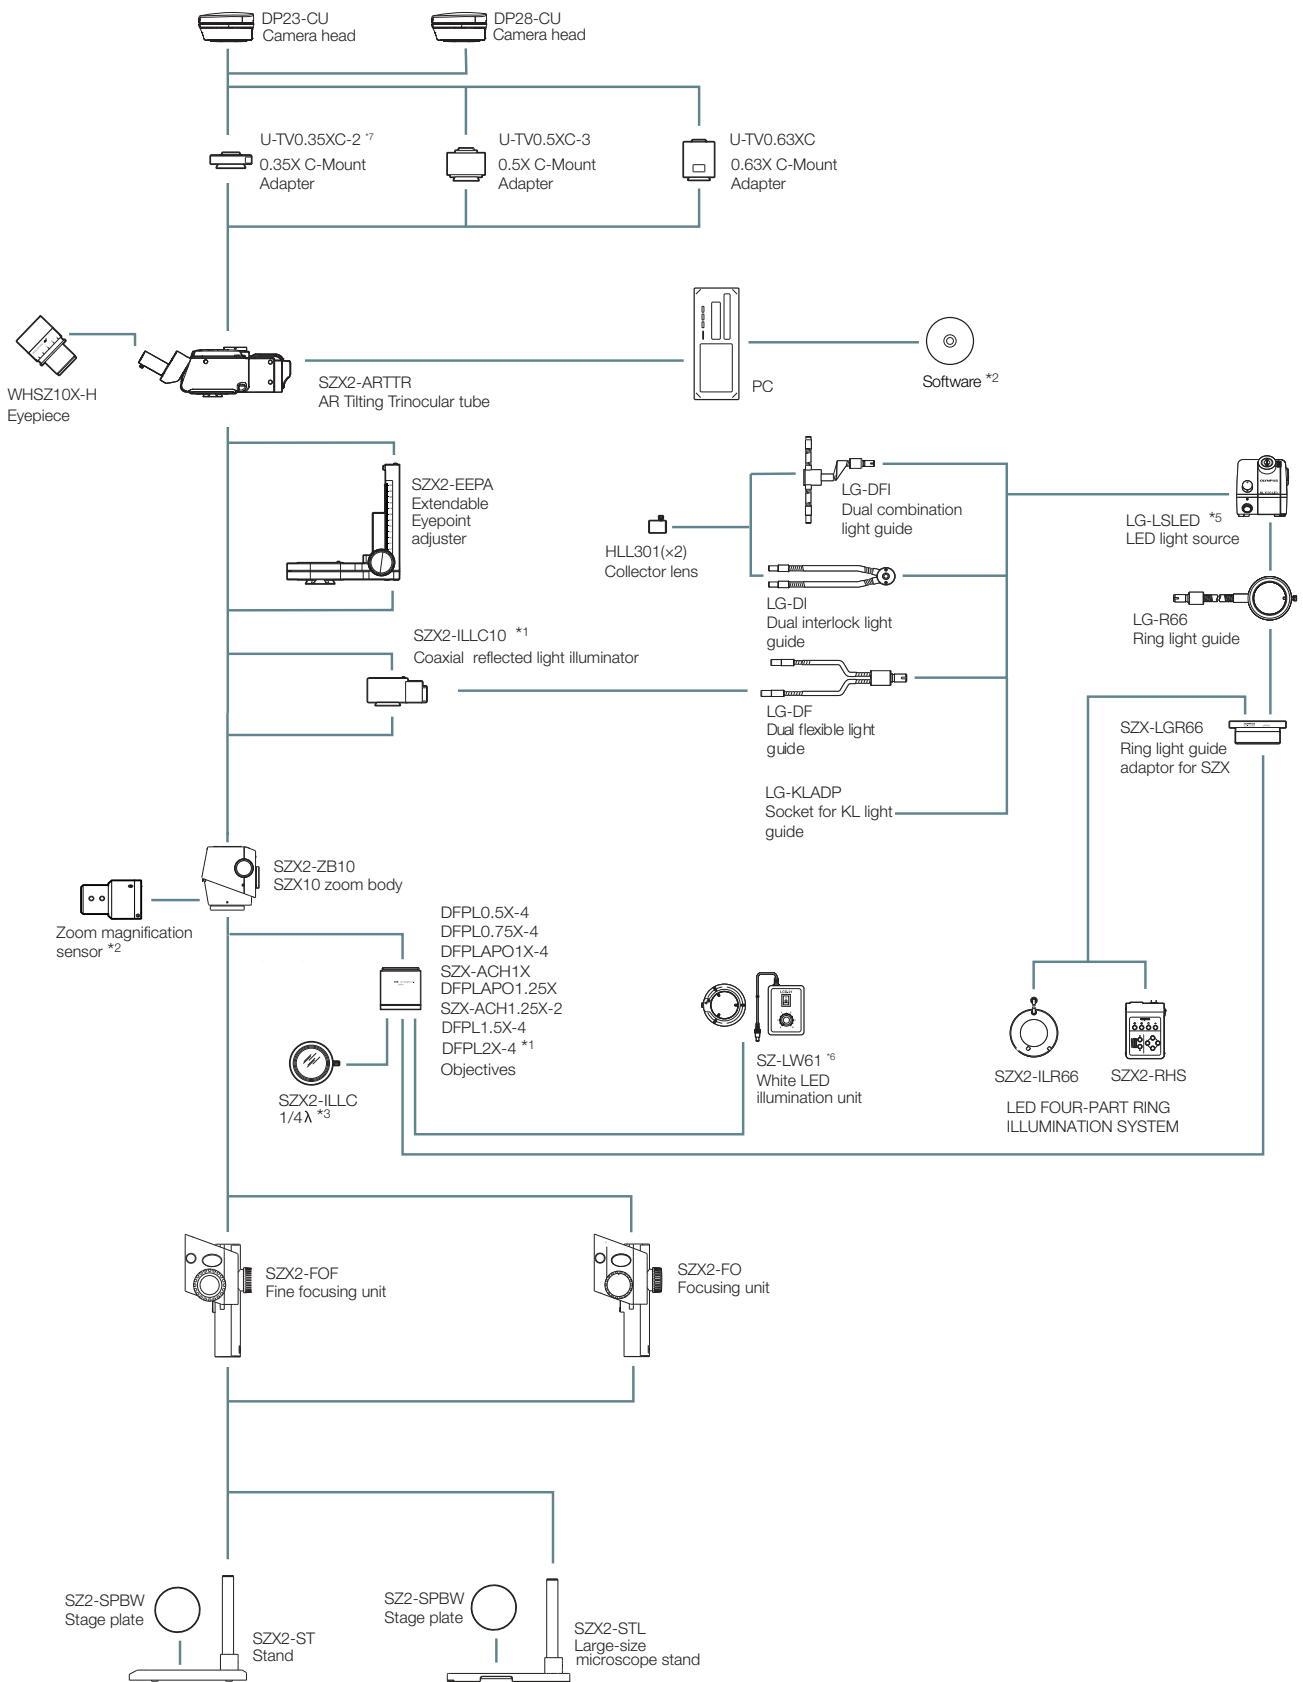 DP23-CU
Camera head
DP28-CU
Camera head
U-TV0.35XC-2 *7
0.35X C-Mount
Adapter
U-TV0.5XC-3
0.5X C-Mount
Adapter
U-TV0.63XC
0.63X C-Mount
Adapter
WHSZ10X-H
Eyepiece
SZX2-ARTTR
AR Tilting Trinocular tube
PC
Software *2
SZX2-EEPA
Extendable
Eyepoint
adjuster
HLL301(×2)
Collector lens
LG-DFI
Dual combination
light guide
LG-LSLED *5
LED light source
OLYMPUS
LG-DI
Dual interlock light
guide
LG-R66
Ring light guide
SZX2-ILLC10 *1
Coaxial reflected light illuminator
LG-DF
Dual flexible light
guide
SZX-LGR66
Ring light guide
adaptor for SZX
LG-KLADP
Socket for KL light
guide
SZX2-ZB10
SZX10 zoom body
Zoom magnification
sensor *2
DFPL0.5X-4
DFPL0.75X-4
DFPLAPO1X-4
SZX-ACH1X
DFPLAPO1.25X
SZX-ACH1.25X-2
DFPL1.5X-4
DFPL2X-4 *1
Objectives
SZX2-ILLC
1/4λ *3
SZ-LW61 *6
White LED
illumination unit
SZX2-ILR66
SZX2-RHS
LED FOUR-PART RING
ILLUMINATION SYSTEM
SZX2-FOF
Fine focusing unit
SZX2-FO
Focusing unit
SZ2-SPBW
Stage plate
SZX2-ST
Stand
SZ2-SPBW
Stage plate
SZX2-STL
Large-size
microscope stand